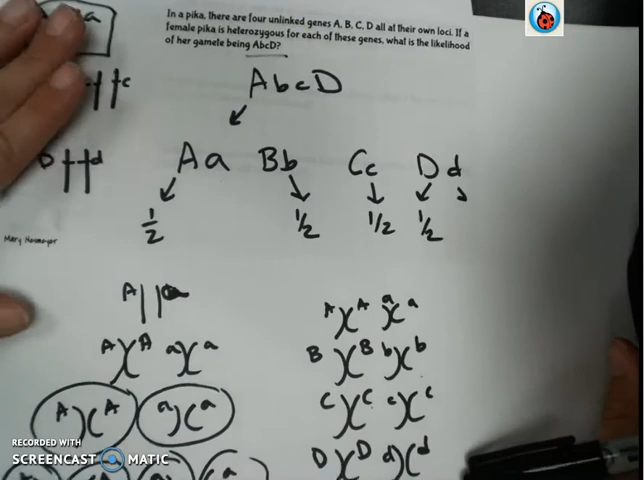 In a pika, there are four unlinked genes A, B, C, D all at their own loci. If a
female pika is heterozygous for each of these genes, what is the likelihood
of her gamete being AbcD?
a
c
AbcD
D d
Aa Bb Cc Dd
1/2 1/2 1/2 1/2
A a
A A a a
A A a a
B B b b
A A a a
C C c c
D D d d
a
RECORDED WITH
SCREENCAST MATIC